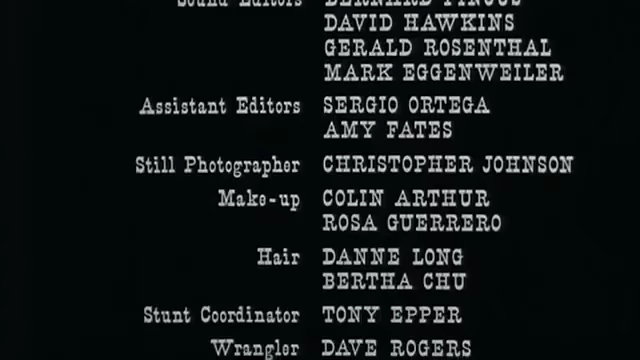 Sound Editors BERNARD PINCUS
DAVID HAWKINS
GERALD ROSENTHAL
MARK EGGENWEILER
Assistant Editors SERGIO ORTEGA
AMY FATES
Still Photographer CHRISTOPHER JOHNSON
Make-up COLIN ARTHUR
ROSA GUERRERO
Hair DANNE LONG
BERTHA CHU
Stunt Coordinator TONY EPPER
Wrangler DAVE ROGERS